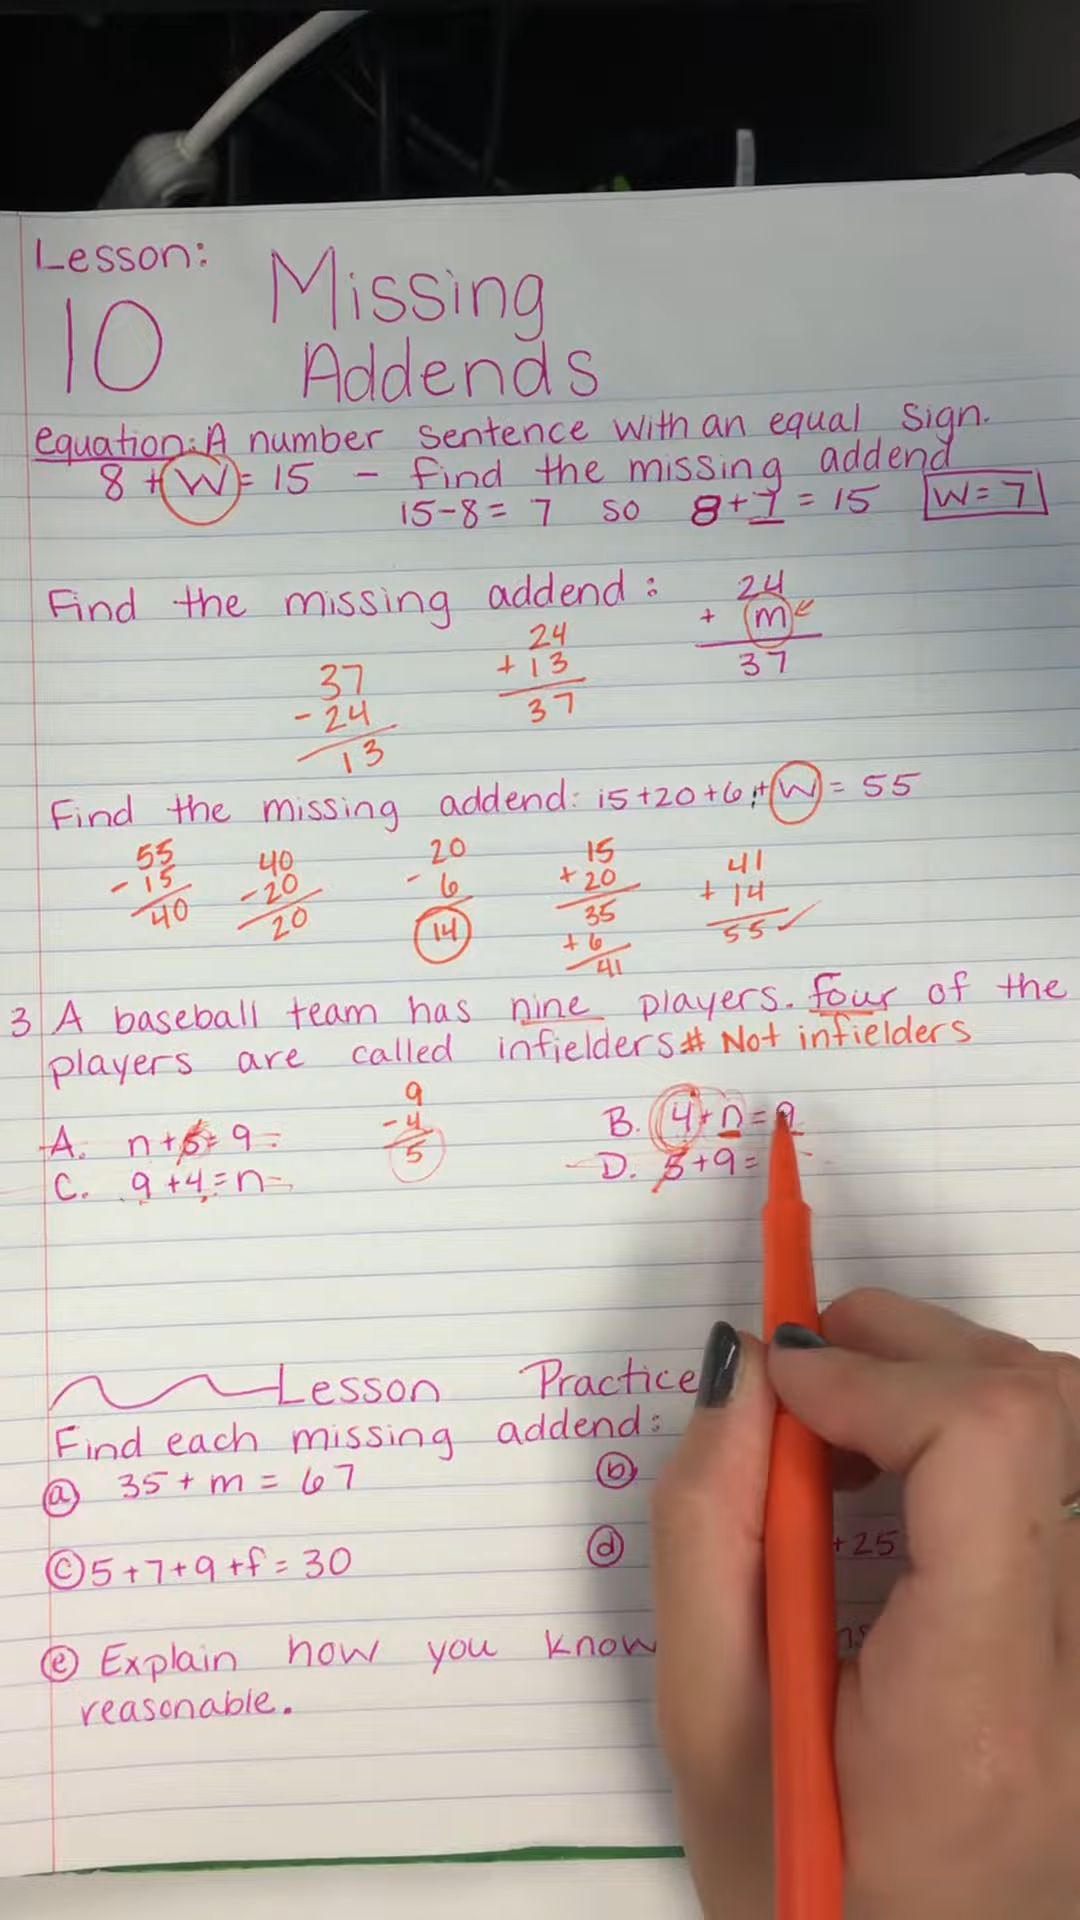 Lesson:
10 Missing
Addends
equation: A number sentence with an equal sign.
8 + w = 15 - find the missing addend
15-8 = 7 so 8+7 = 15 w = 7
Find the missing addend: 24
+ m
37
37
- 24
13
24
+ 13
37
Find the missing addend: 15+20+6+w = 55
55
- 15
40
40
- 20
20
20
- 6
14
15
+ 20
35
+ 6
41
41
+ 14
55 ✓
3 A baseball team has nine players. four of the
players are called infielders # Not infielders
9
- 4
5
A. n+5=9
B. 4+n=9
C. 9+4=n
D. 5+9=
Lesson Practice
Find each missing addend:
a 35 + m = 67
b
c 5+7+9+f = 30
d +25
e Explain how you know
reasonable.